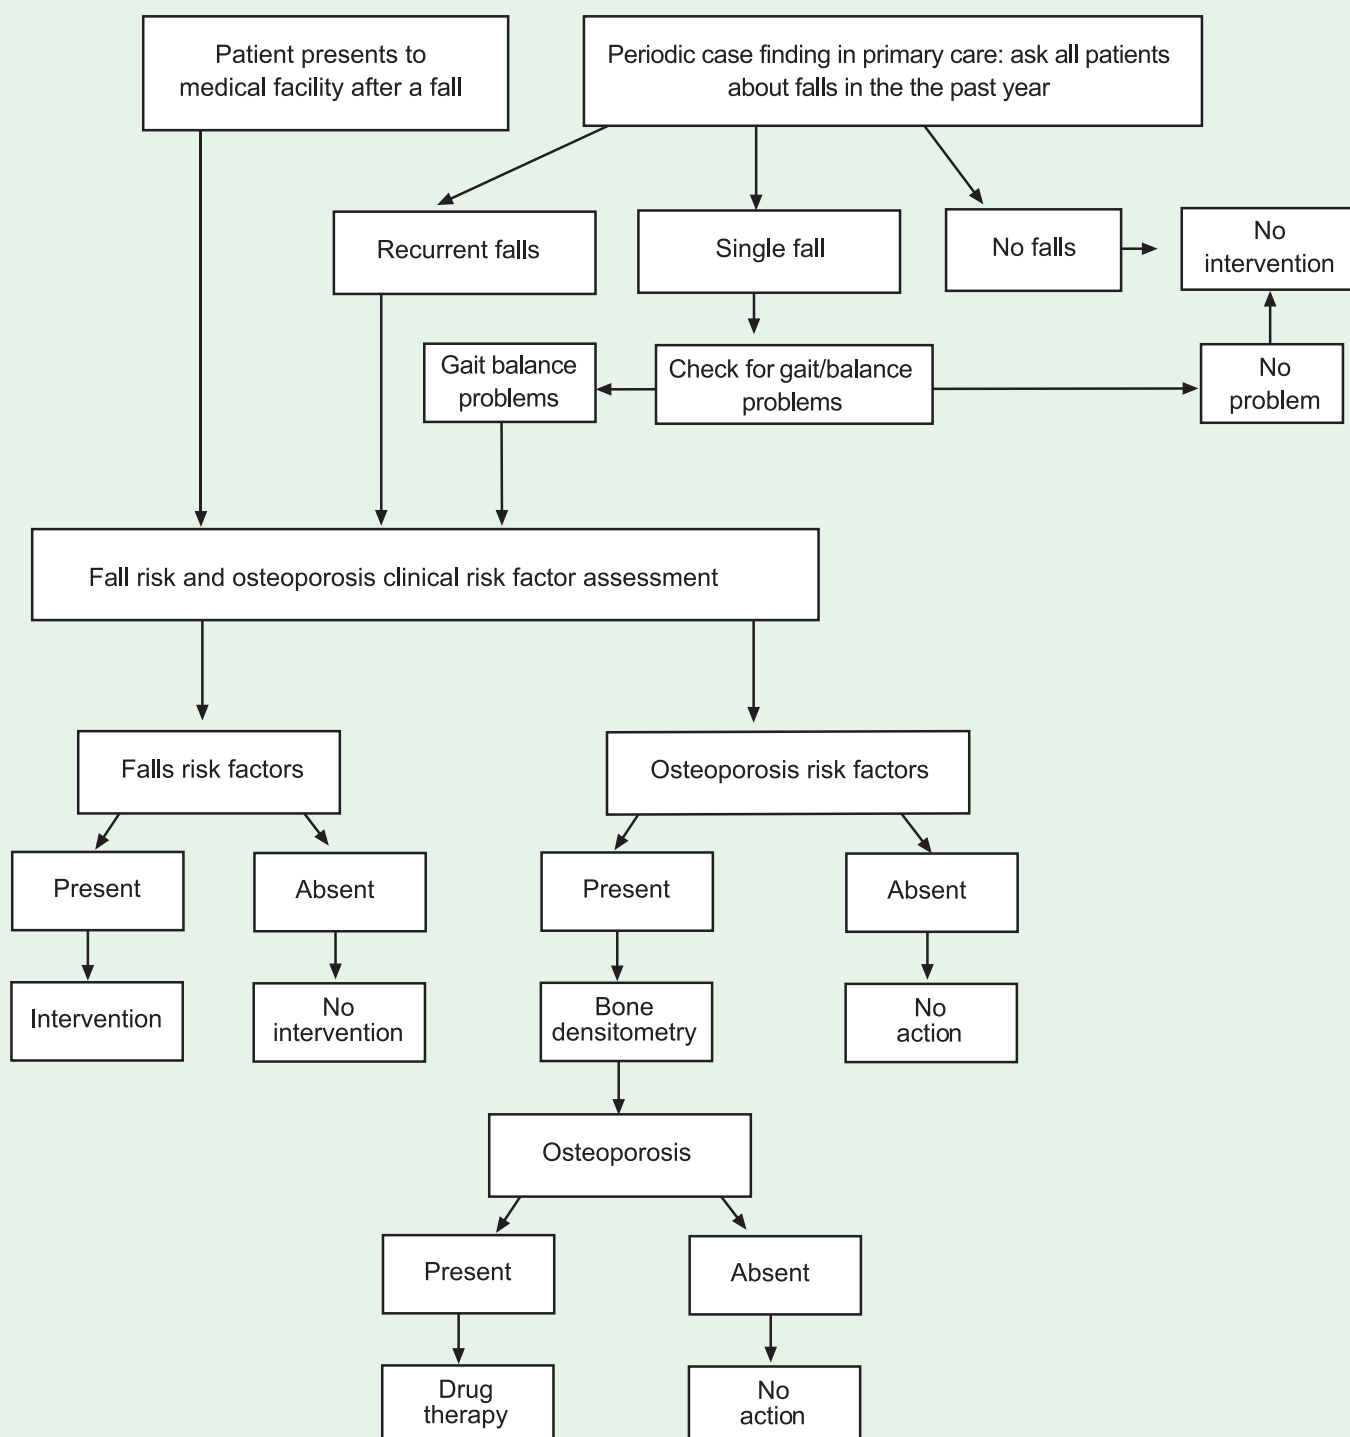 Patient presents to
medical facility after a fall
Periodic case finding in primary care: ask all patients
about falls in the the past year
Recurrent falls
Single fall
No falls
No
intervention
Gait balance
problems
Check for gait/balance
problems
No
problem
Fall risk and osteoporosis clinical risk factor assessment
Falls risk factors
Osteoporosis risk factors
Present
Absent
Present
Absent
Intervention
No
intervention
Bone
densitometry
No
action
Osteoporosis
Present
Absent
Drug
therapy
No
action